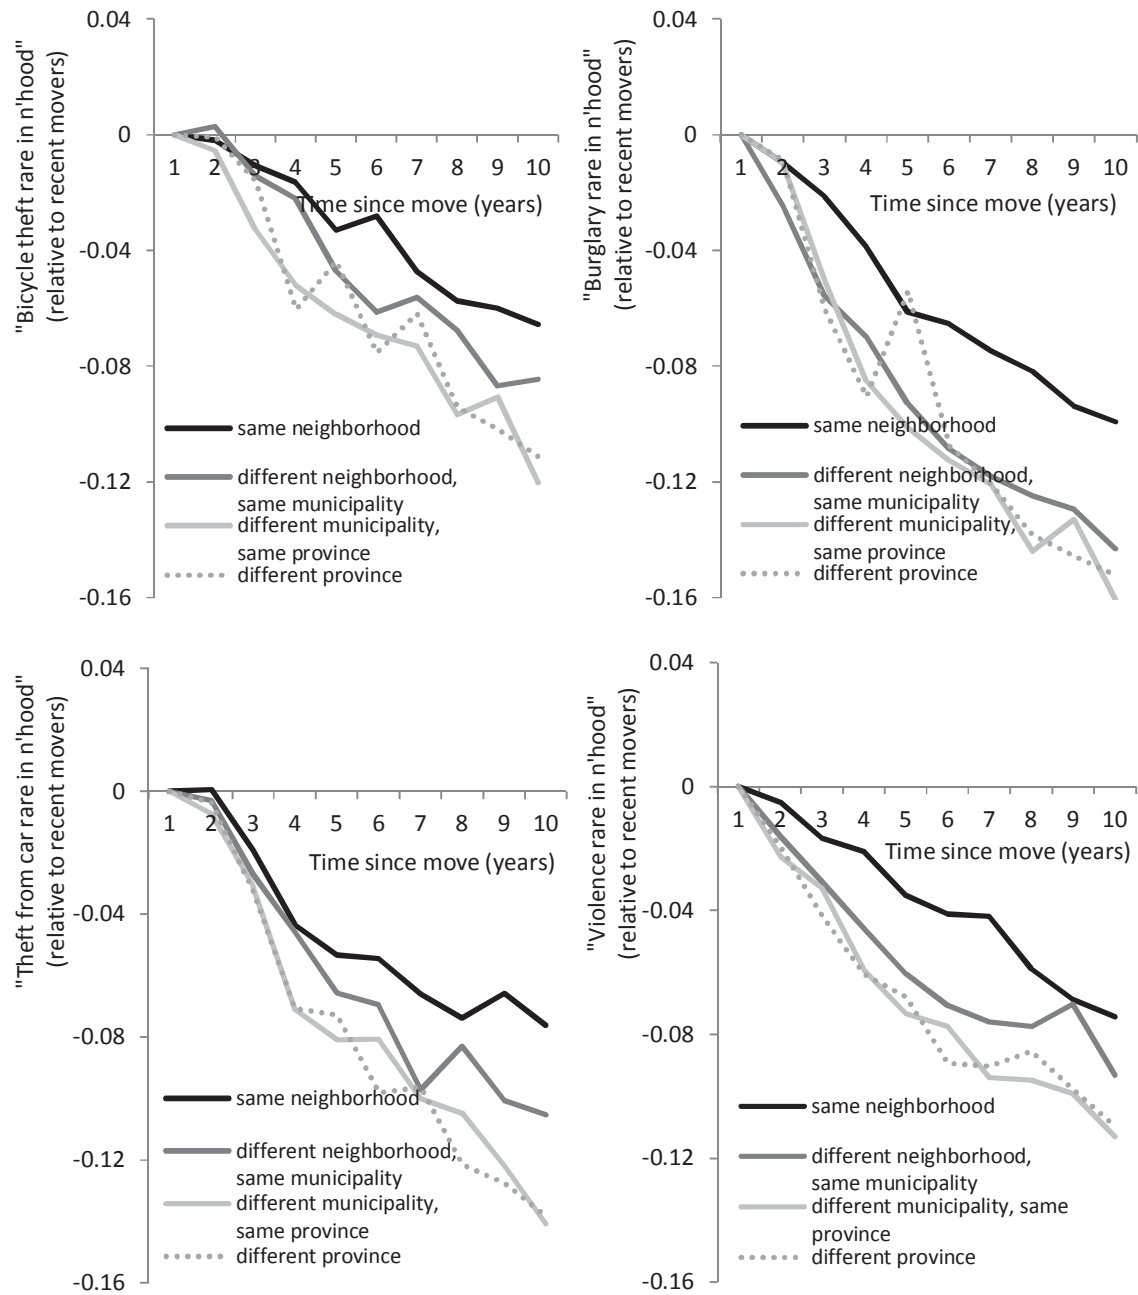 "Bicycle theft rare in n'hood"
(relative to recent movers)
0.04
0
-0.04
-0.08
-0.12
-0.16
1 2 3 4 5 6 7 8 9 10
Time since move (years)
same neighborhood
different neighborhood,
same municipality
different municipality,
same province
different province
"Burglary rare in n'hood"
(relative to recent movers)
0.04
0
-0.04
-0.08
-0.12
-0.16
1 2 3 4 5 6 7 8 9 10
Time since move (years)
same neighborhood
different neighborhood,
same municipality
different municipality,
same province
different province
"Theft from car rare in n'hood"
(relative to recent movers)
0.04
0
-0.04
-0.08
-0.12
-0.16
1 2 3 4 5 6 7 8 9 10
Time since move (years)
same neighborhood
different neighborhood,
same municipality
different municipality,
same province
different province
"Violence rare in n'hood"
(relative to recent movers)
0.04
0
-0.04
-0.08
-0.12
-0.16
1 2 3 4 5 6 7 8 9 10
Time since move (years)
same neighborhood
different neighborhood,
same municipality
different municipality, same
province
different province